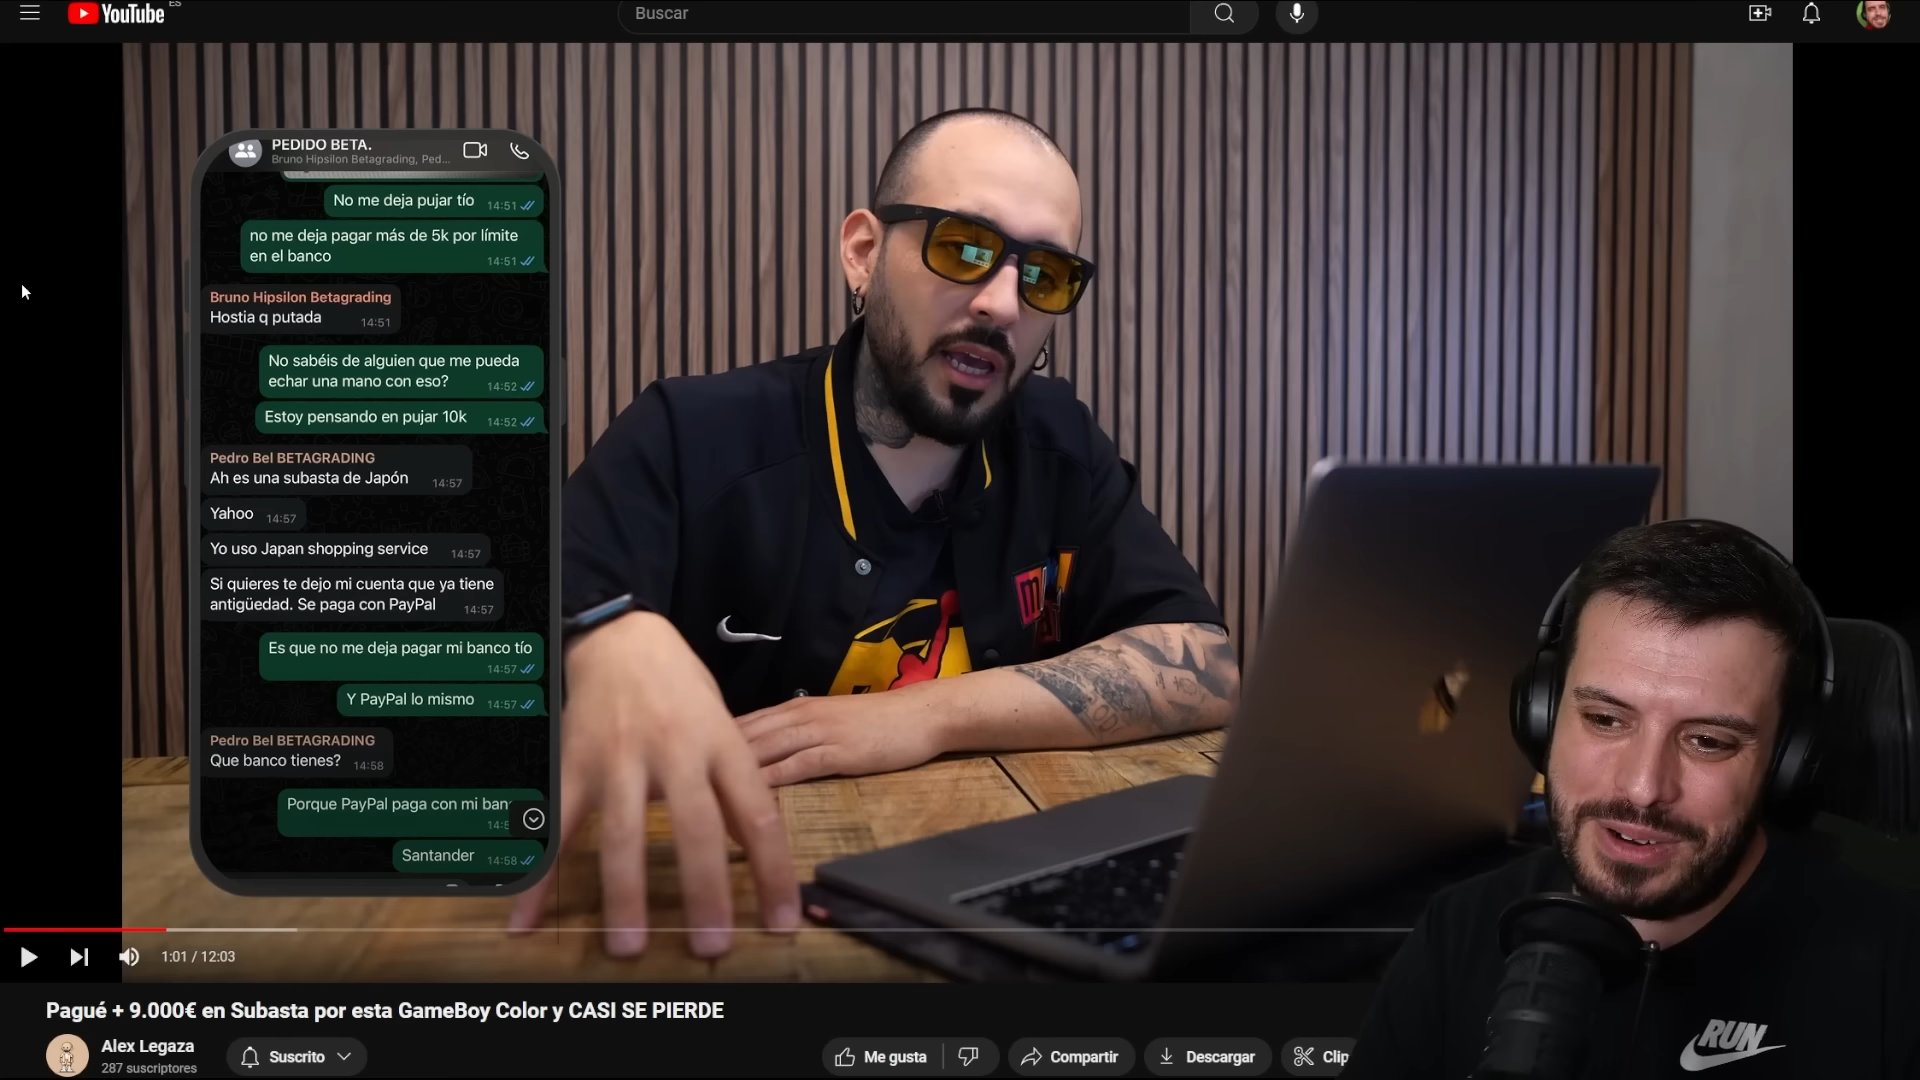 YouTube ES
Buscar
PEDIDO BETA.
Bruno Hipsilon Betagrading, Ped...
No me deja pujar tío 14:51
no me deja pagar más de 5k por límite
en el banco 14:51
Bruno Hipsilon Betagrading
Hostia q putada 14:51
No sabéis de alguien que me pueda
echar una mano con eso? 14:52
Estoy pensando en pujar 10k 14:52
Pedro Bel BETAGRADING
Ah es una subasta de Japón 14:57
Yahoo 14:57
Yo uso Japan shopping service 14:57
Si quieres te dejo mi cuenta que ya tiene
antigüedad. Se paga con PayPal 14:57
Es que no me deja pagar mi banco tío
14:57
Y PayPal lo mismo 14:57
Pedro Bel BETAGRADING
Que banco tienes? 14:58
Porque PayPal paga con mi ban
14:5
Santander 14:58
1:01 / 12:03
Pagué + 9.000€ en Subasta por esta GameBoy Color y CASI SE PIERDE
Alex Legaza
287 suscriptores
Suscrito
Me gusta
Compartir
Descargar
Clip
RUN